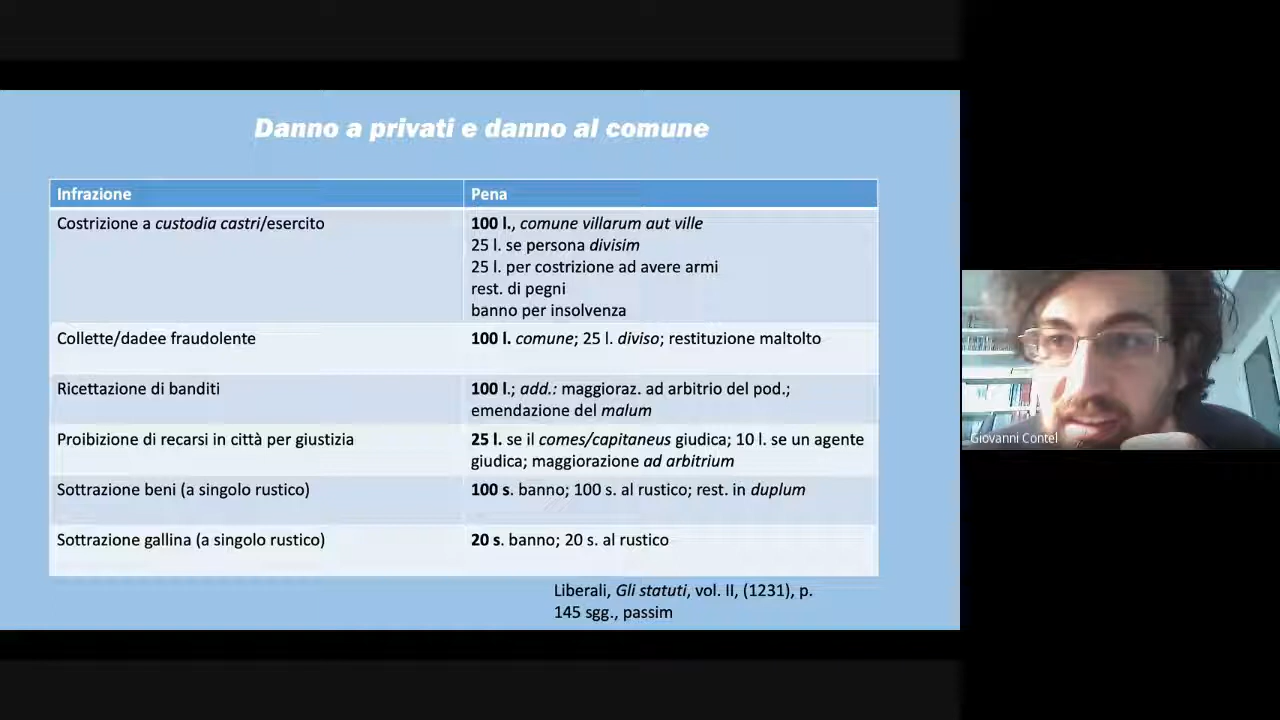 Danno a privati e danno al comune
Infrazione
Pena
Costrizione a custodia castri/esercito
100 l., comune villarum aut ville
25 l. se persona divisim
25 l. per costrizione ad avere armi
rest. di pegni
banno per insolvenza
Collette/dadee fraudolente
100 l. comune; 25 l. diviso; restituzione maltolto
Ricettazione di banditi
100 l.; add.: maggioraz. ad arbitrio del pod.;
emendazione del malum
Proibizione di recarsi in città per giustizia
25 l. se il comes/capitaneus giudica; 10 l. se un agente
giudica; maggiorazione ad arbitrium
Sottrazione beni (a singolo rustico)
100 s. banno; 100 s. al rustico; rest. in duplum
Sottrazione gallina (a singolo rustico)
20 s. banno; 20 s. al rustico
Liberali, Gli statuti, vol. II, (1231), p.
145 sgg., passim
Giovanni Contel